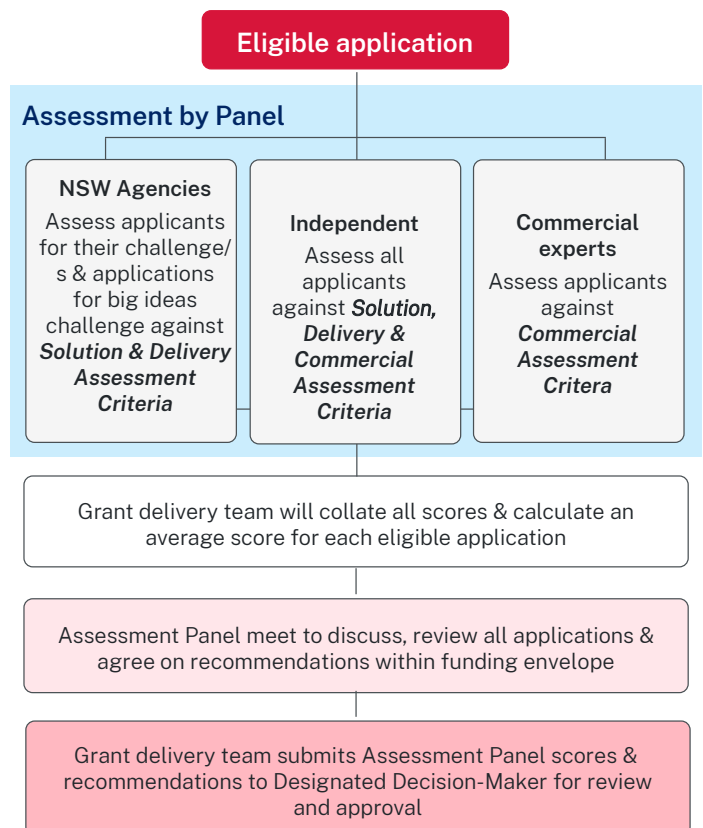 Eligible application
Assessment by Panel
NSW Agencies
Assess applicants
for their challenge/
s & applications
for big ideas
challenge against
Solution & Delivery
Assessment
Criteria
Independent
Assess all
applicants
against Solution,
Delivery &
Commercial
Assessment
Criteria
Commercial
experts
Assess applicants
against
Commercial
Assessment
Critera
Grant delivery team will collate all scores & calculate an
average score for each eligible application
Assessment Panel meet to discuss, review all applications &
agree on recommendations within funding envelope
Grant delivery team submits Assessment Panel scores &
recommendations to Designated Decision-Maker for review
and approval